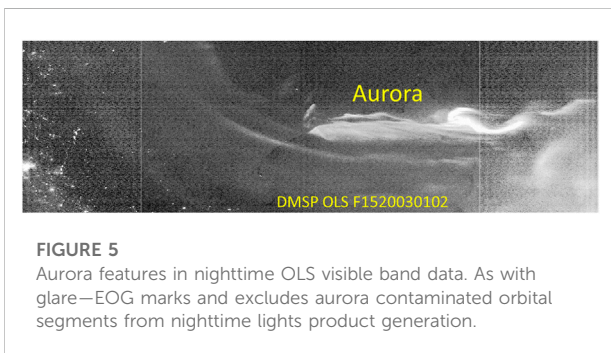 Aurora
DMSP OLS F1520030102
FIGURE 5
Aurora features in nighttime OLS visible band data. As with
glare—EOG marks and excludes aurora contaminated orbital
segments from nighttime lights product generation.